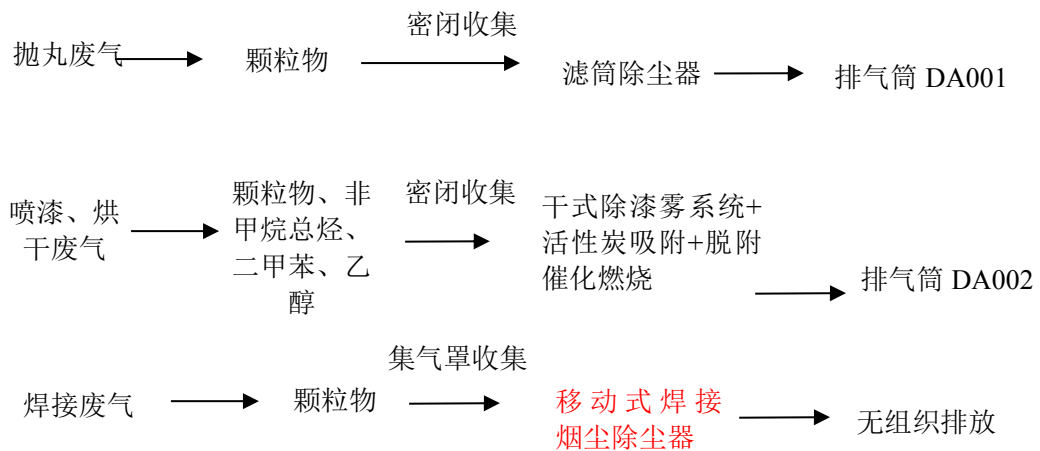 密闭收集
抛丸废气
颗粒物
滤筒除尘器
排气筒 DA001
喷漆、烘
干废气
颗粒物、非
甲烷总烃、
二甲苯、乙
醇
密闭收集
干式除漆雾系统+
活性炭吸附+脱附
催化燃烧
排气筒 DA002
集气罩收集
焊接废气
颗粒物
移动式焊接
烟尘除尘器
无组织排放